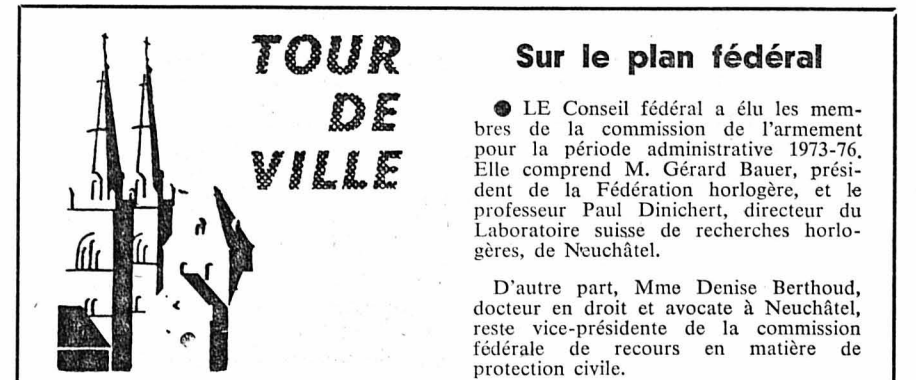 TOUR
DE
VILLE
Sur le plan fédéral
● LE Conseil fédéral a élu les mem-
bres de la commission de l'armement
pour la période administrative 1973-76.
Elle comprend M. Gérard Bauer, prési-
dent de la Fédération horlogère, et le
professeur Paul Dinichert, directeur du
Laboratoire suisse de recherches horlo-
gères, de Neuchâtel.
D'autre part, Mme Denise Berthoud,
docteur en droit et avocate à Neuchâtel,
reste vice-présidente de la commission
fédérale de recours en matière de
protection civile.